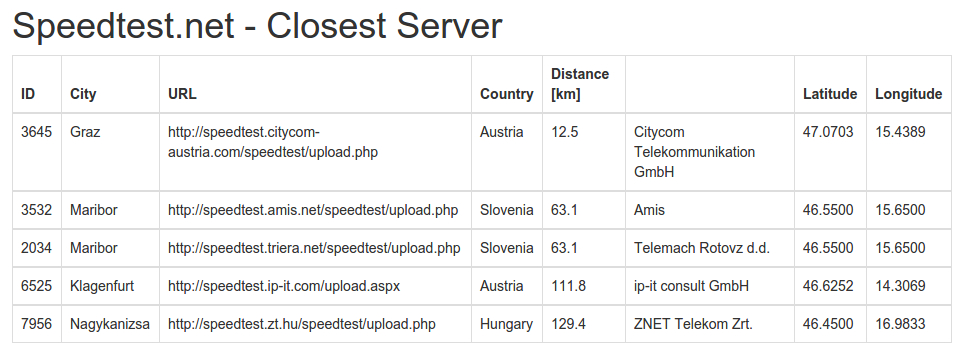 Speedtest.net - Closest Server
ID City URL Country Distance [km] Latitude Longitude
3645 Graz http://speedtest.citycom-austria.com/speedtest/upload.php Austria 12.5 Citycom Telekommunikation GmbH 47.0703 15.4389
3532 Maribor http://speedtest.amis.net/speedtest/upload.php Slovenia 63.1 Amis 46.5500 15.6500
2034 Maribor http://speedtest.triera.net/speedtest/upload.php Slovenia 63.1 Telemach Rotovz d.d. 46.5500 15.6500
6525 Klagenfurt http://speedtest.ip-it.com/upload.aspx Austria 111.8 ip-it consult GmbH 46.6252 14.3069
7956 Nagykanizsa http://speedtest.zt.hu/speedtest/upload.php Hungary 129.4 ZNET Telekom Zrt. 46.4500 16.9833